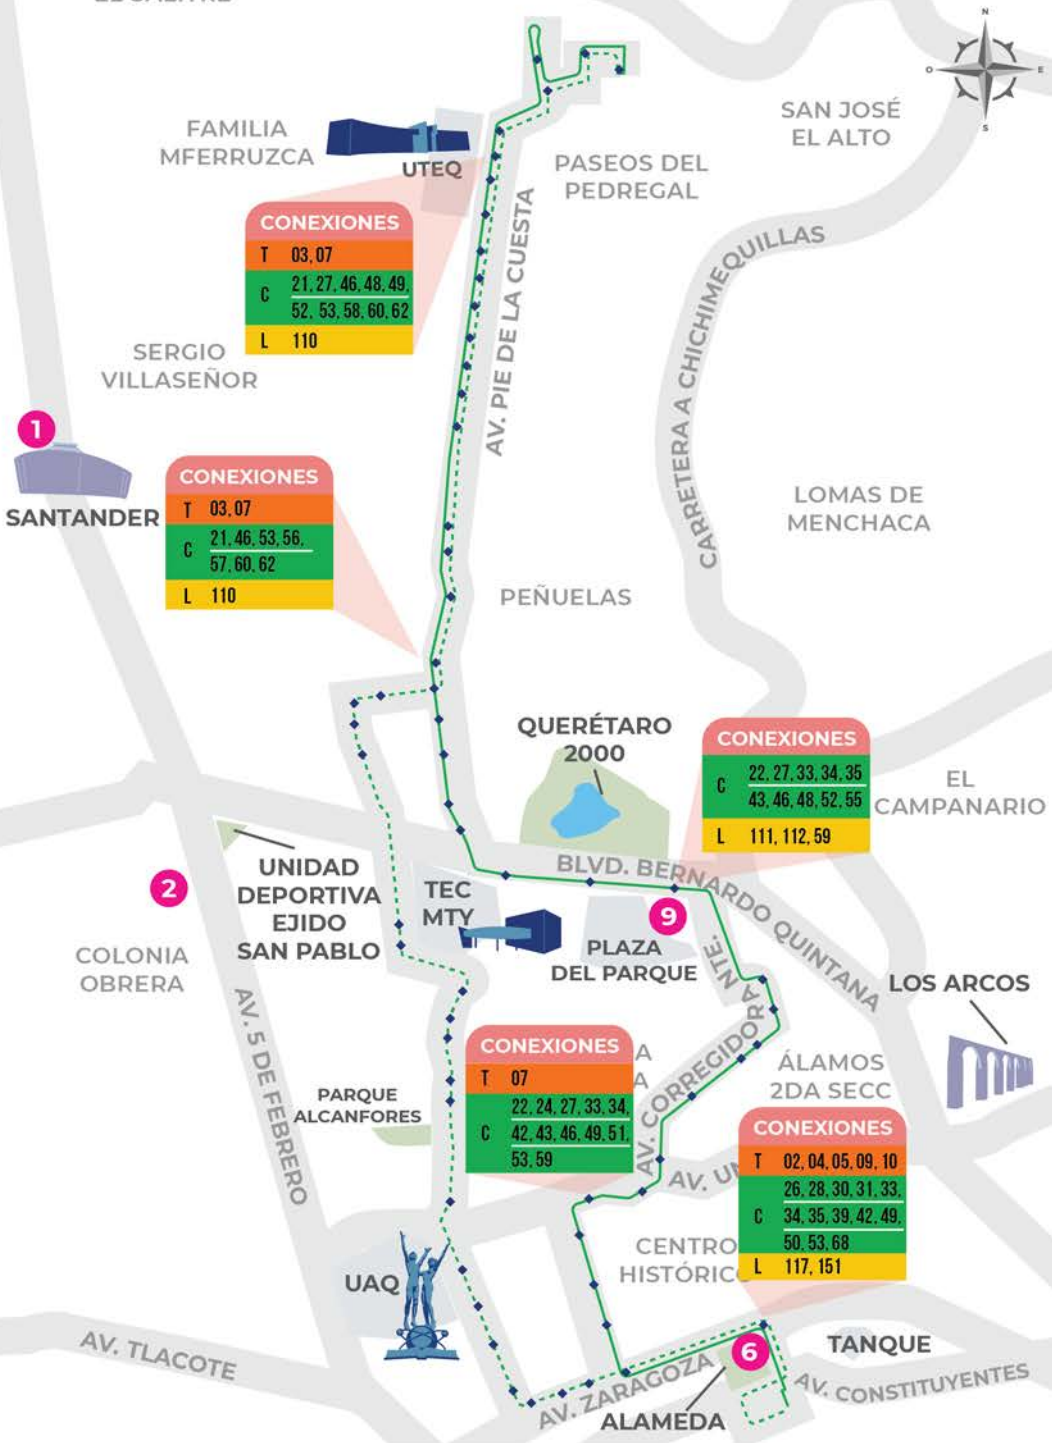 N
O
E
S
SAN JOSÉ
EL ALTO
FAMILIA
MFERRUZCA
UTEQ
PASEOS DEL
PEDREGAL
CONEXIONES
T 03, 07
C 21, 27, 46, 48, 49,
52, 53, 58, 60, 62
L 110
AV. PIE DE LA CUESTA
CARRETERA A CHICHIMEQUILLAS
SERGIO
VILLASEÑOR
1
SANTANDER
CONEXIONES
T 03, 07
C 21, 46, 53, 56,
57, 60, 62
L 110
LOMAS DE
MENCHACA
PEÑUELAS
QUERÉTARO
2000
CONEXIONES
C 22, 27, 33, 34, 35
43, 46, 48, 52, 55
L 111, 112, 59
EL
CAMPANARIO
BLVD. BERNARDO QUINTANA
UNIDAD
DEPORTIVA
EJIDO
SAN PABLO
2
TEC
MTY
9
PLAZA
DEL PARQUE
COLONIA
OBRERA
LOS ARCOS
AV. 5 DE FEBRERO
AV. CORREGIDORA NTE.
CONEXIONES
T 07
C 22, 24, 27, 33, 34,
42, 43, 46, 49, 51,
53, 59
A
A
ÁLAMOS
2DA SECC
PARQUE
ALCANFORES
CONEXIONES
T 02, 04, 05, 09, 10
C 26, 28, 30, 31, 33,
34, 35, 39, 42, 49,
50, 53, 68
L 117, 151
AV. UN
CENTRO
HISTÓRICO
UAQ
AV. TLACOTE
6
TANQUE
AV. ZARAGOZA
ALAMEDA
AV. CONSTITUYENTES